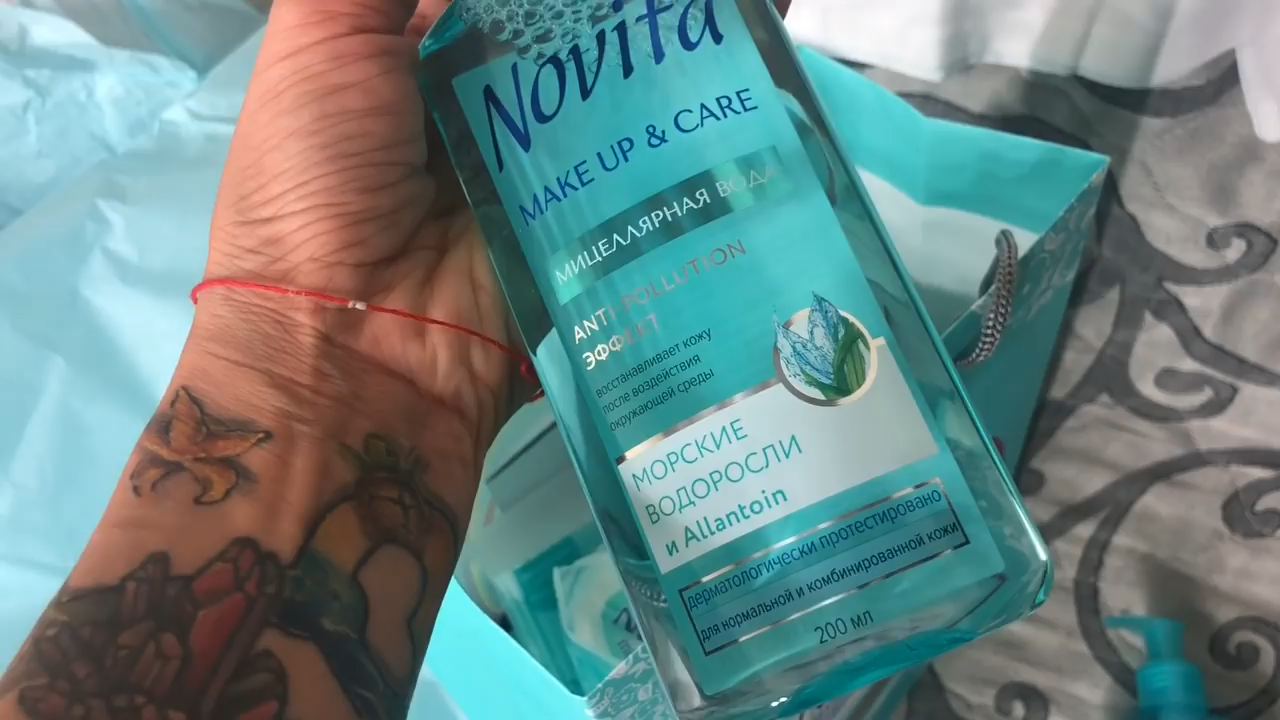 Novita
MAKE UP & CARE
МИЦЕЛЛЯРНАЯ ВОДА
ANTI-POLLUTION
ЭФФЕКТ
восстанавливает кожу
после воздействия
окружающей среды
МОРСКИЕ
ВОДОРОСЛИ
и Allantoin
дерматологически протестировано
для нормальной и комбинированной кожи
200 мл